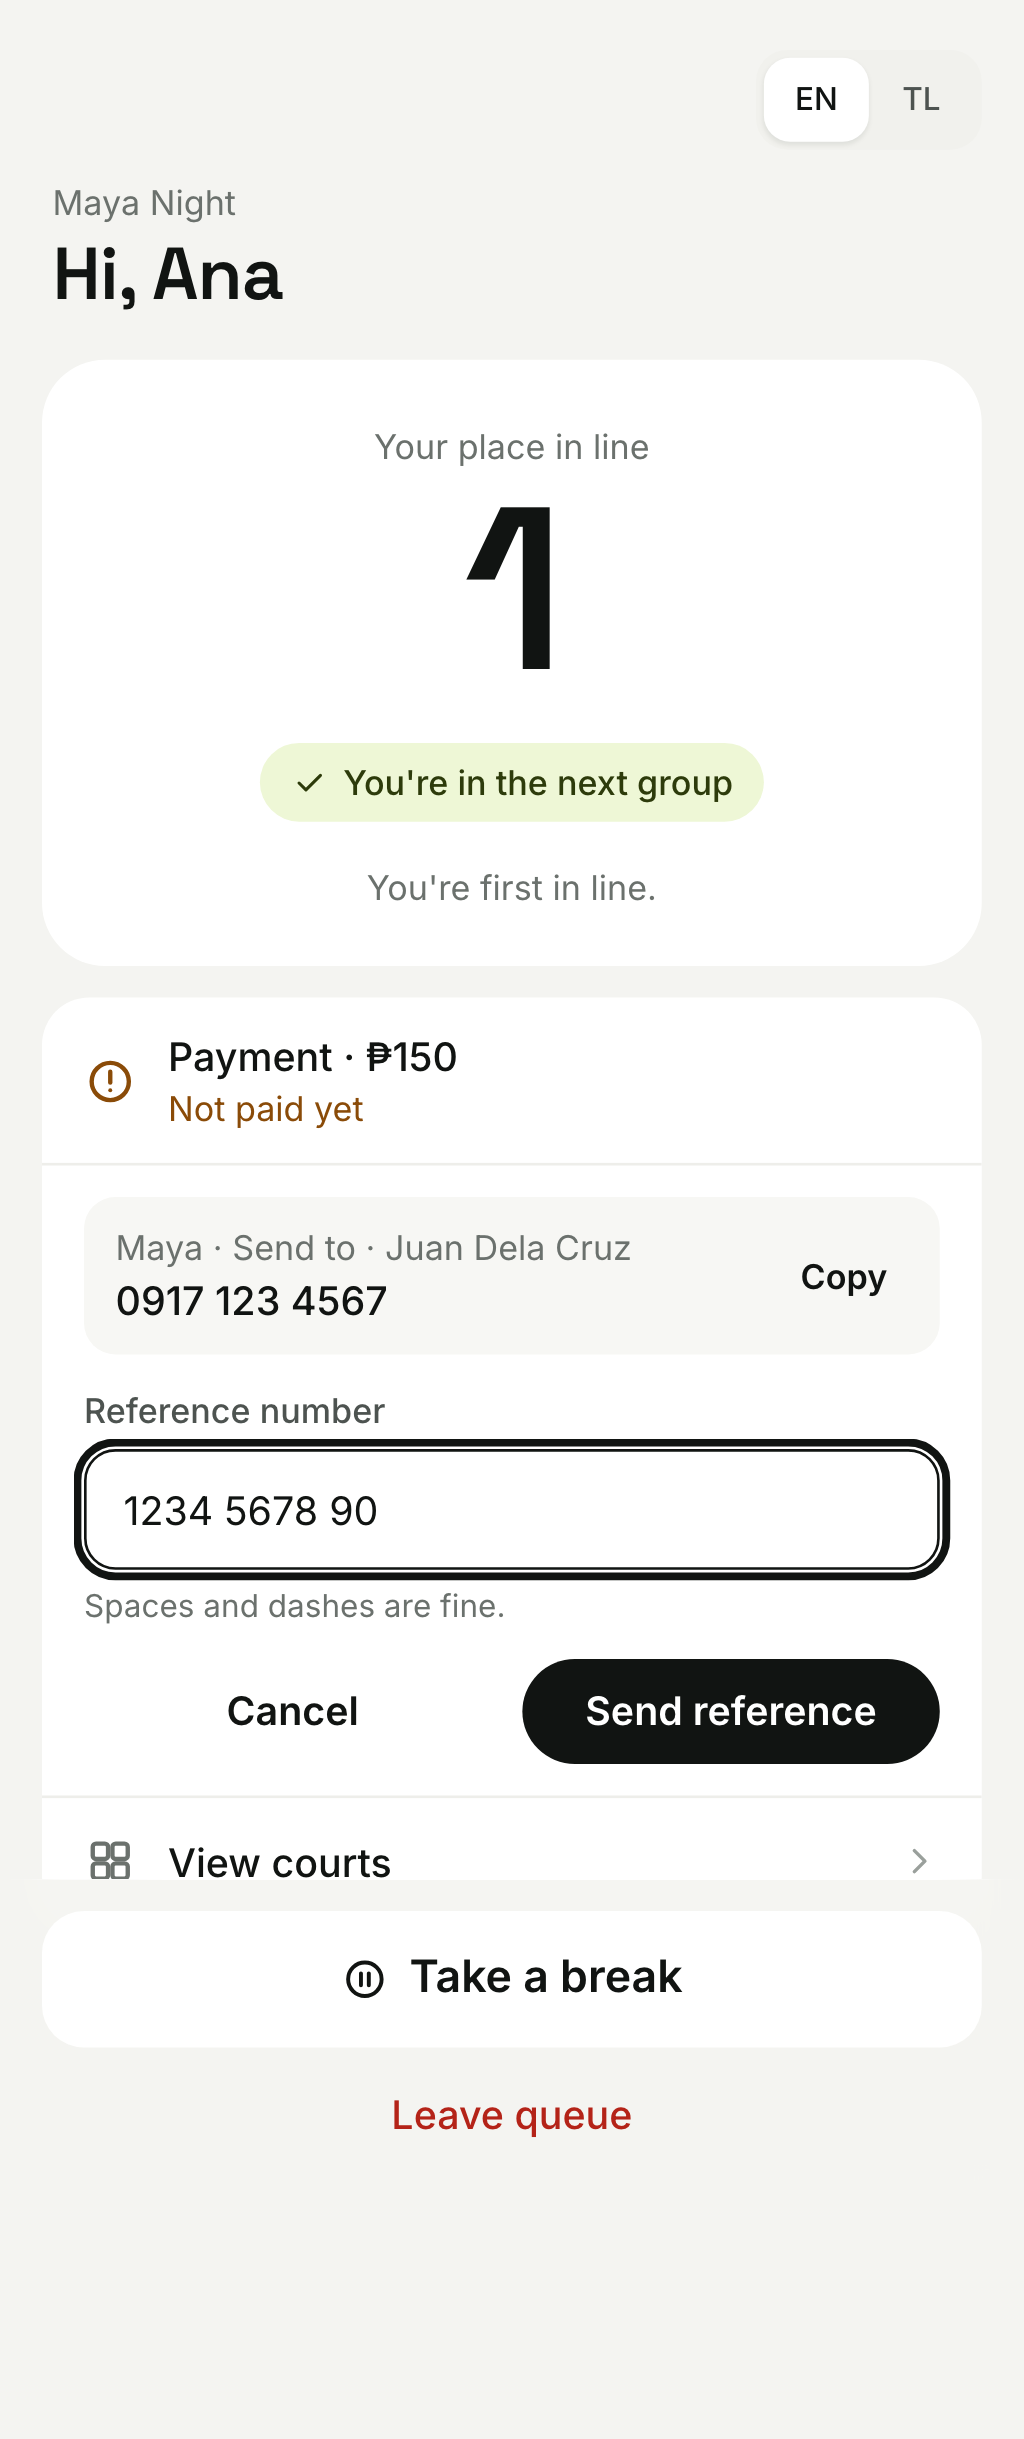 EN
TL
Maya Night
Hi, Ana
Your place in line
1
You're in the next group
You're first in line.
Payment · ₱150
Not paid yet
Maya · Send to · Juan Dela Cruz
0917 123 4567
Copy
Reference number
1234 5678 90
Spaces and dashes are fine.
Cancel
Send reference
View courts
Take a break
Leave queue